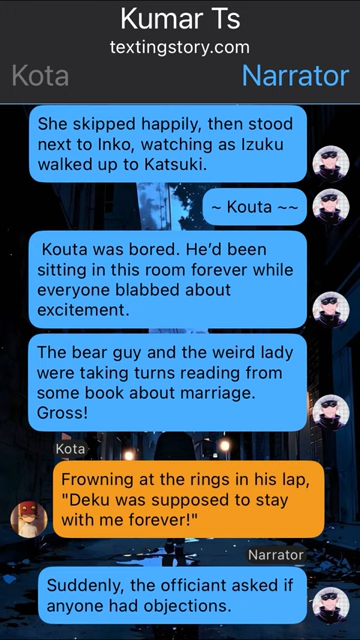 Kumar Ts
textingstory.com
Kota
Narrator
She skipped happily, then stood
next to Inko, watching as Izuku
walked up to Katsuki.
~ Kouta ~~
Kouta was bored. He’d been
sitting in this room forever while
everyone blabbed about
excitement.
The bear guy and the weird lady
were taking turns reading from
some book about marriage.
Gross!
Kota
Frowning at the rings in his lap,
"Deku was supposed to stay
with me forever!"
Narrator
Suddenly, the officiant asked if
anyone had objections.